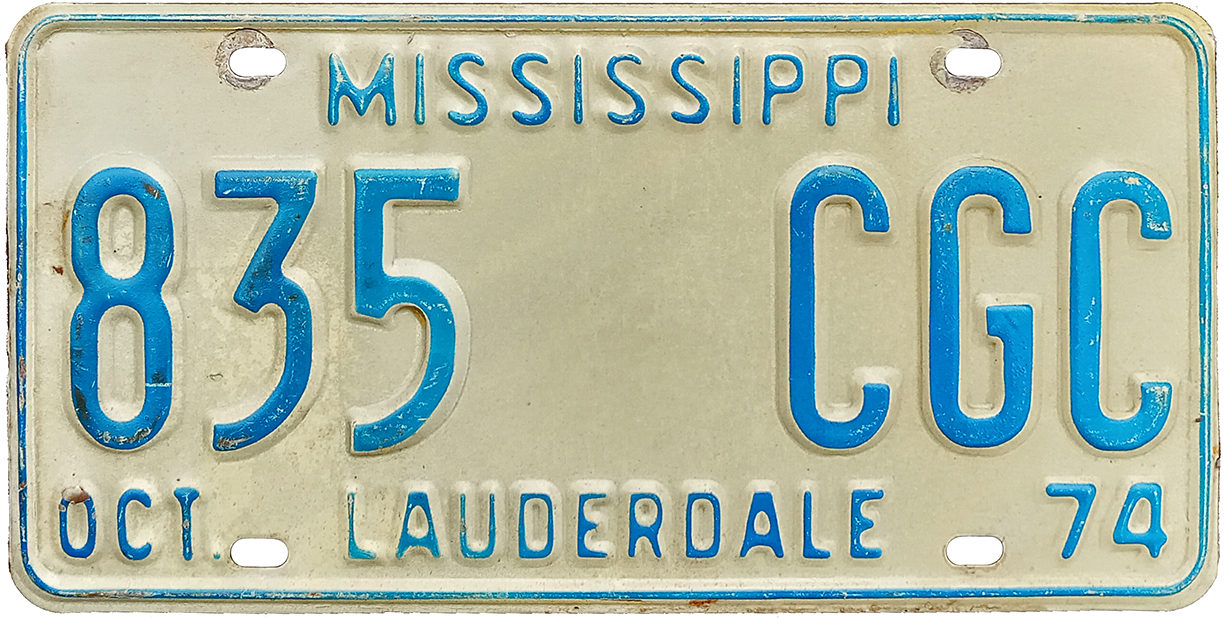 MISSISSIPPI
835 CGC
OCT. LAUDERDALE 74